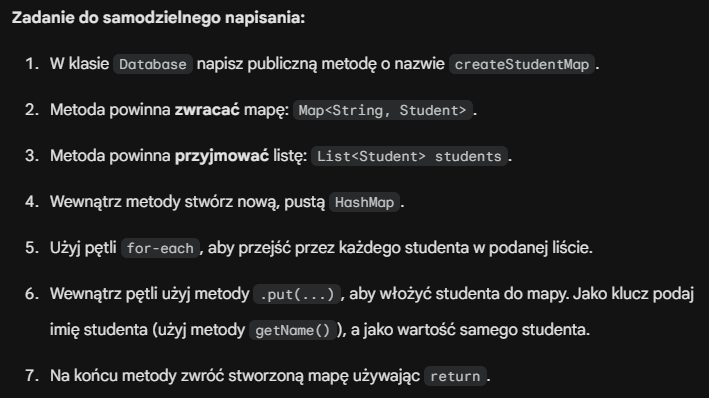 Zadanie do samodzielnego napisania:
1. W klasie Database napisz publiczną metodę o nazwie createStudentMap.
2. Metoda powinna zwracać mapę: Map<String, Student>.
3. Metoda powinna przyjmować listę: List<Student> students.
4. Wewnątrz metody stwórz nową, pustą HashMap.
5. Użyj pętli for-each, aby przejść przez każdego studenta w podanej liście.
6. Wewnątrz pętli użyj metody .put(...), aby włożyć studenta do mapy. Jako klucz podaj
imię studenta (użyj metody getName()), a jako wartość samego studenta.
7. Na końcu metody zwróć stworzoną mapę używając return.